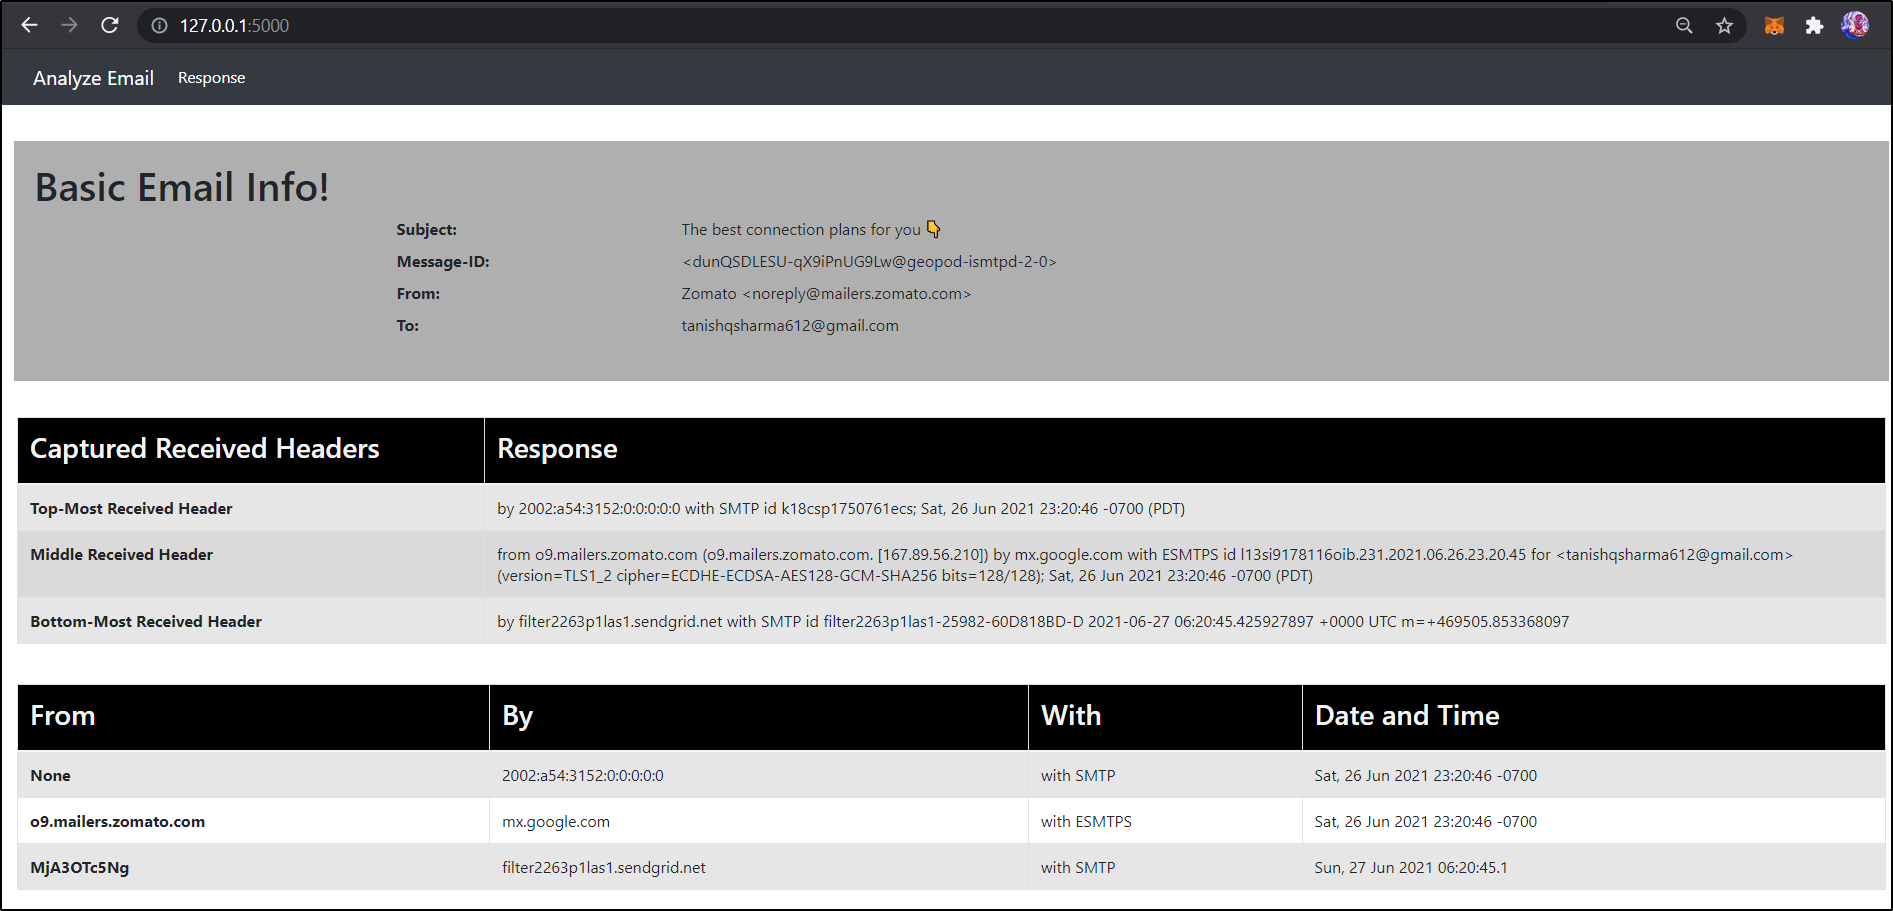 127.0.0.1:5000
Analyze Email Response
Basic Email Info!
Subject: The best connection plans for you 👇
Message-ID: <dunQSDLESU-qX9iPnUG9Lw@geopod-ismtpd-2-0>
From: Zomato <noreply@mailers.zomato.com>
To: tanishqsharma612@gmail.com
Captured Received Headers Response
Top-Most Received Header by 2002:a54:3152:0:0:0:0:0 with SMTP id k18csp1750761ecs; Sat, 26 Jun 2021 23:20:46 -0700 (PDT)
Middle Received Header from o9.mailers.zomato.com (o9.mailers.zomato.com. [167.89.56.210]) by mx.google.com with ESMTPS id l13si9178116oib.231.2021.06.26.23.20.45 for <tanishqsharma612@gmail.com>
(version=TLS1_2 cipher=ECDHE-ECDSA-AES128-GCM-SHA256 bits=128/128); Sat, 26 Jun 2021 23:20:46 -0700 (PDT)
Bottom-Most Received Header by filter2263p1las1.sendgrid.net with SMTP id filter2263p1las1-25982-60D818BD-D 2021-06-27 06:20:45.425927897 +0000 UTC m=+469505.853368097
From By With Date and Time
None 2002:a54:3152:0:0:0:0:0 with SMTP Sat, 26 Jun 2021 23:20:46 -0700
o9.mailers.zomato.com mx.google.com with ESMTPS Sat, 26 Jun 2021 23:20:46 -0700
MjA3OTc5Ng filter2263p1las1.sendgrid.net with SMTP Sun, 27 Jun 2021 06:20:45.1